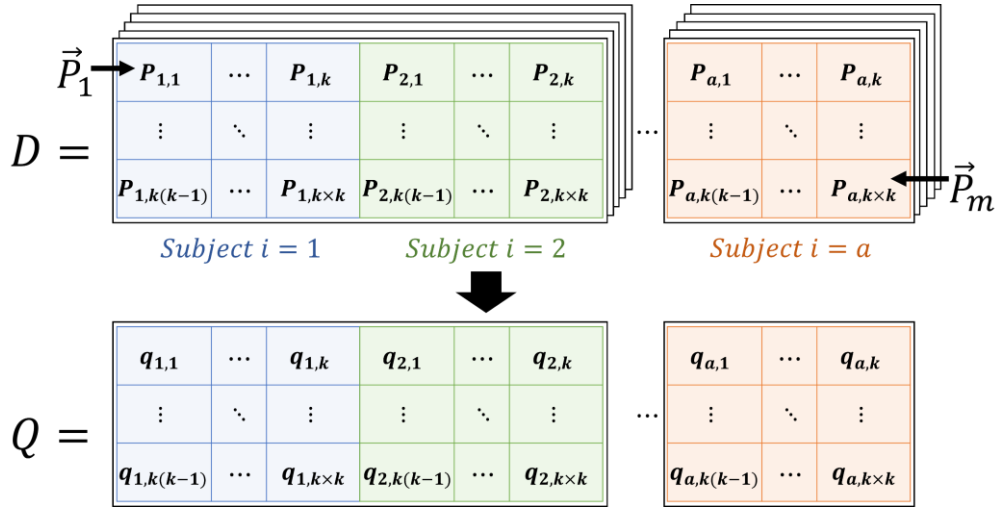 P⃗₁ P₁,₁ ⋯ P₁,ₖ P₂,₁ ⋯ P₂,ₖ Pₐ,₁ ⋯ Pₐ,ₖ
D = ⋮ ⋱ ⋮ ⋮ ⋱ ⋮ ⋯ ⋮ ⋱ ⋮
P₁,ₖ₍ₖ₋₁₎ ⋯ P₁,ₖ×ₖ P₂,ₖ₍ₖ₋₁₎ ⋯ P₂,ₖ×ₖ Pₐ,ₖ₍ₖ₋₁₎ ⋯ Pₐ,ₖ×ₖ P⃗ₘ
Subject i = 1 Subject i = 2 Subject i = a
q₁,₁ ⋯ q₁,ₖ q₂,₁ ⋯ q₂,ₖ qₐ,₁ ⋯ qₐ,ₖ
Q = ⋮ ⋱ ⋮ ⋮ ⋱ ⋮ ⋯ ⋮ ⋱ ⋮
q₁,ₖ₍ₖ₋₁₎ ⋯ q₁,ₖ×ₖ q₂,ₖ₍ₖ₋₁₎ ⋯ q₂,ₖ×ₖ qₐ,ₖ₍ₖ₋₁₎ ⋯ qₐ,ₖ×ₖ